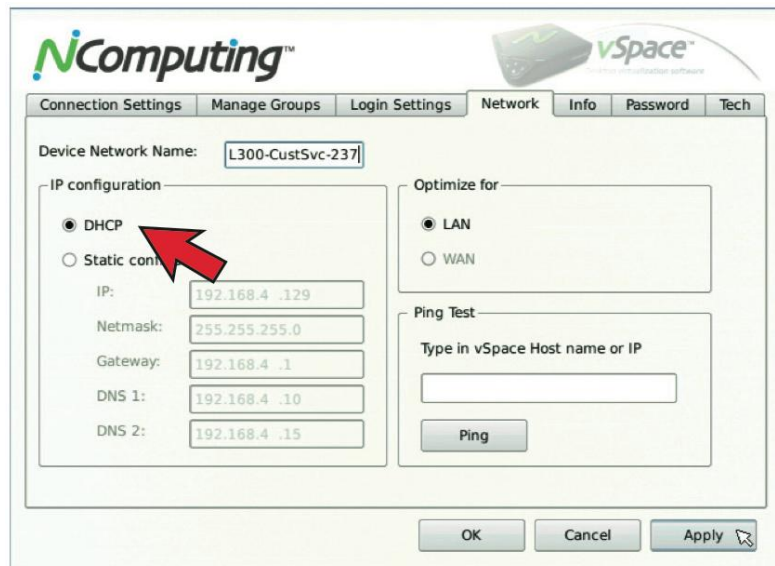 NComputing™
vSpace™
Connection Settings
Manage Groups
Login Settings
Network
Info
Password
Tech
Device Network Name:
L300-CustSvc-237
IP configuration
DHCP
Static conf
IP:
192.168.4 .129
Netmask:
255.255.255.0
Gateway:
192.168.4 .1
DNS 1:
192.168.4 .10
DNS 2:
192.168.4 .15
Optimize for
LAN
WAN
Ping Test
Type in vSpace Host name or IP
Ping
OK
Cancel
Apply